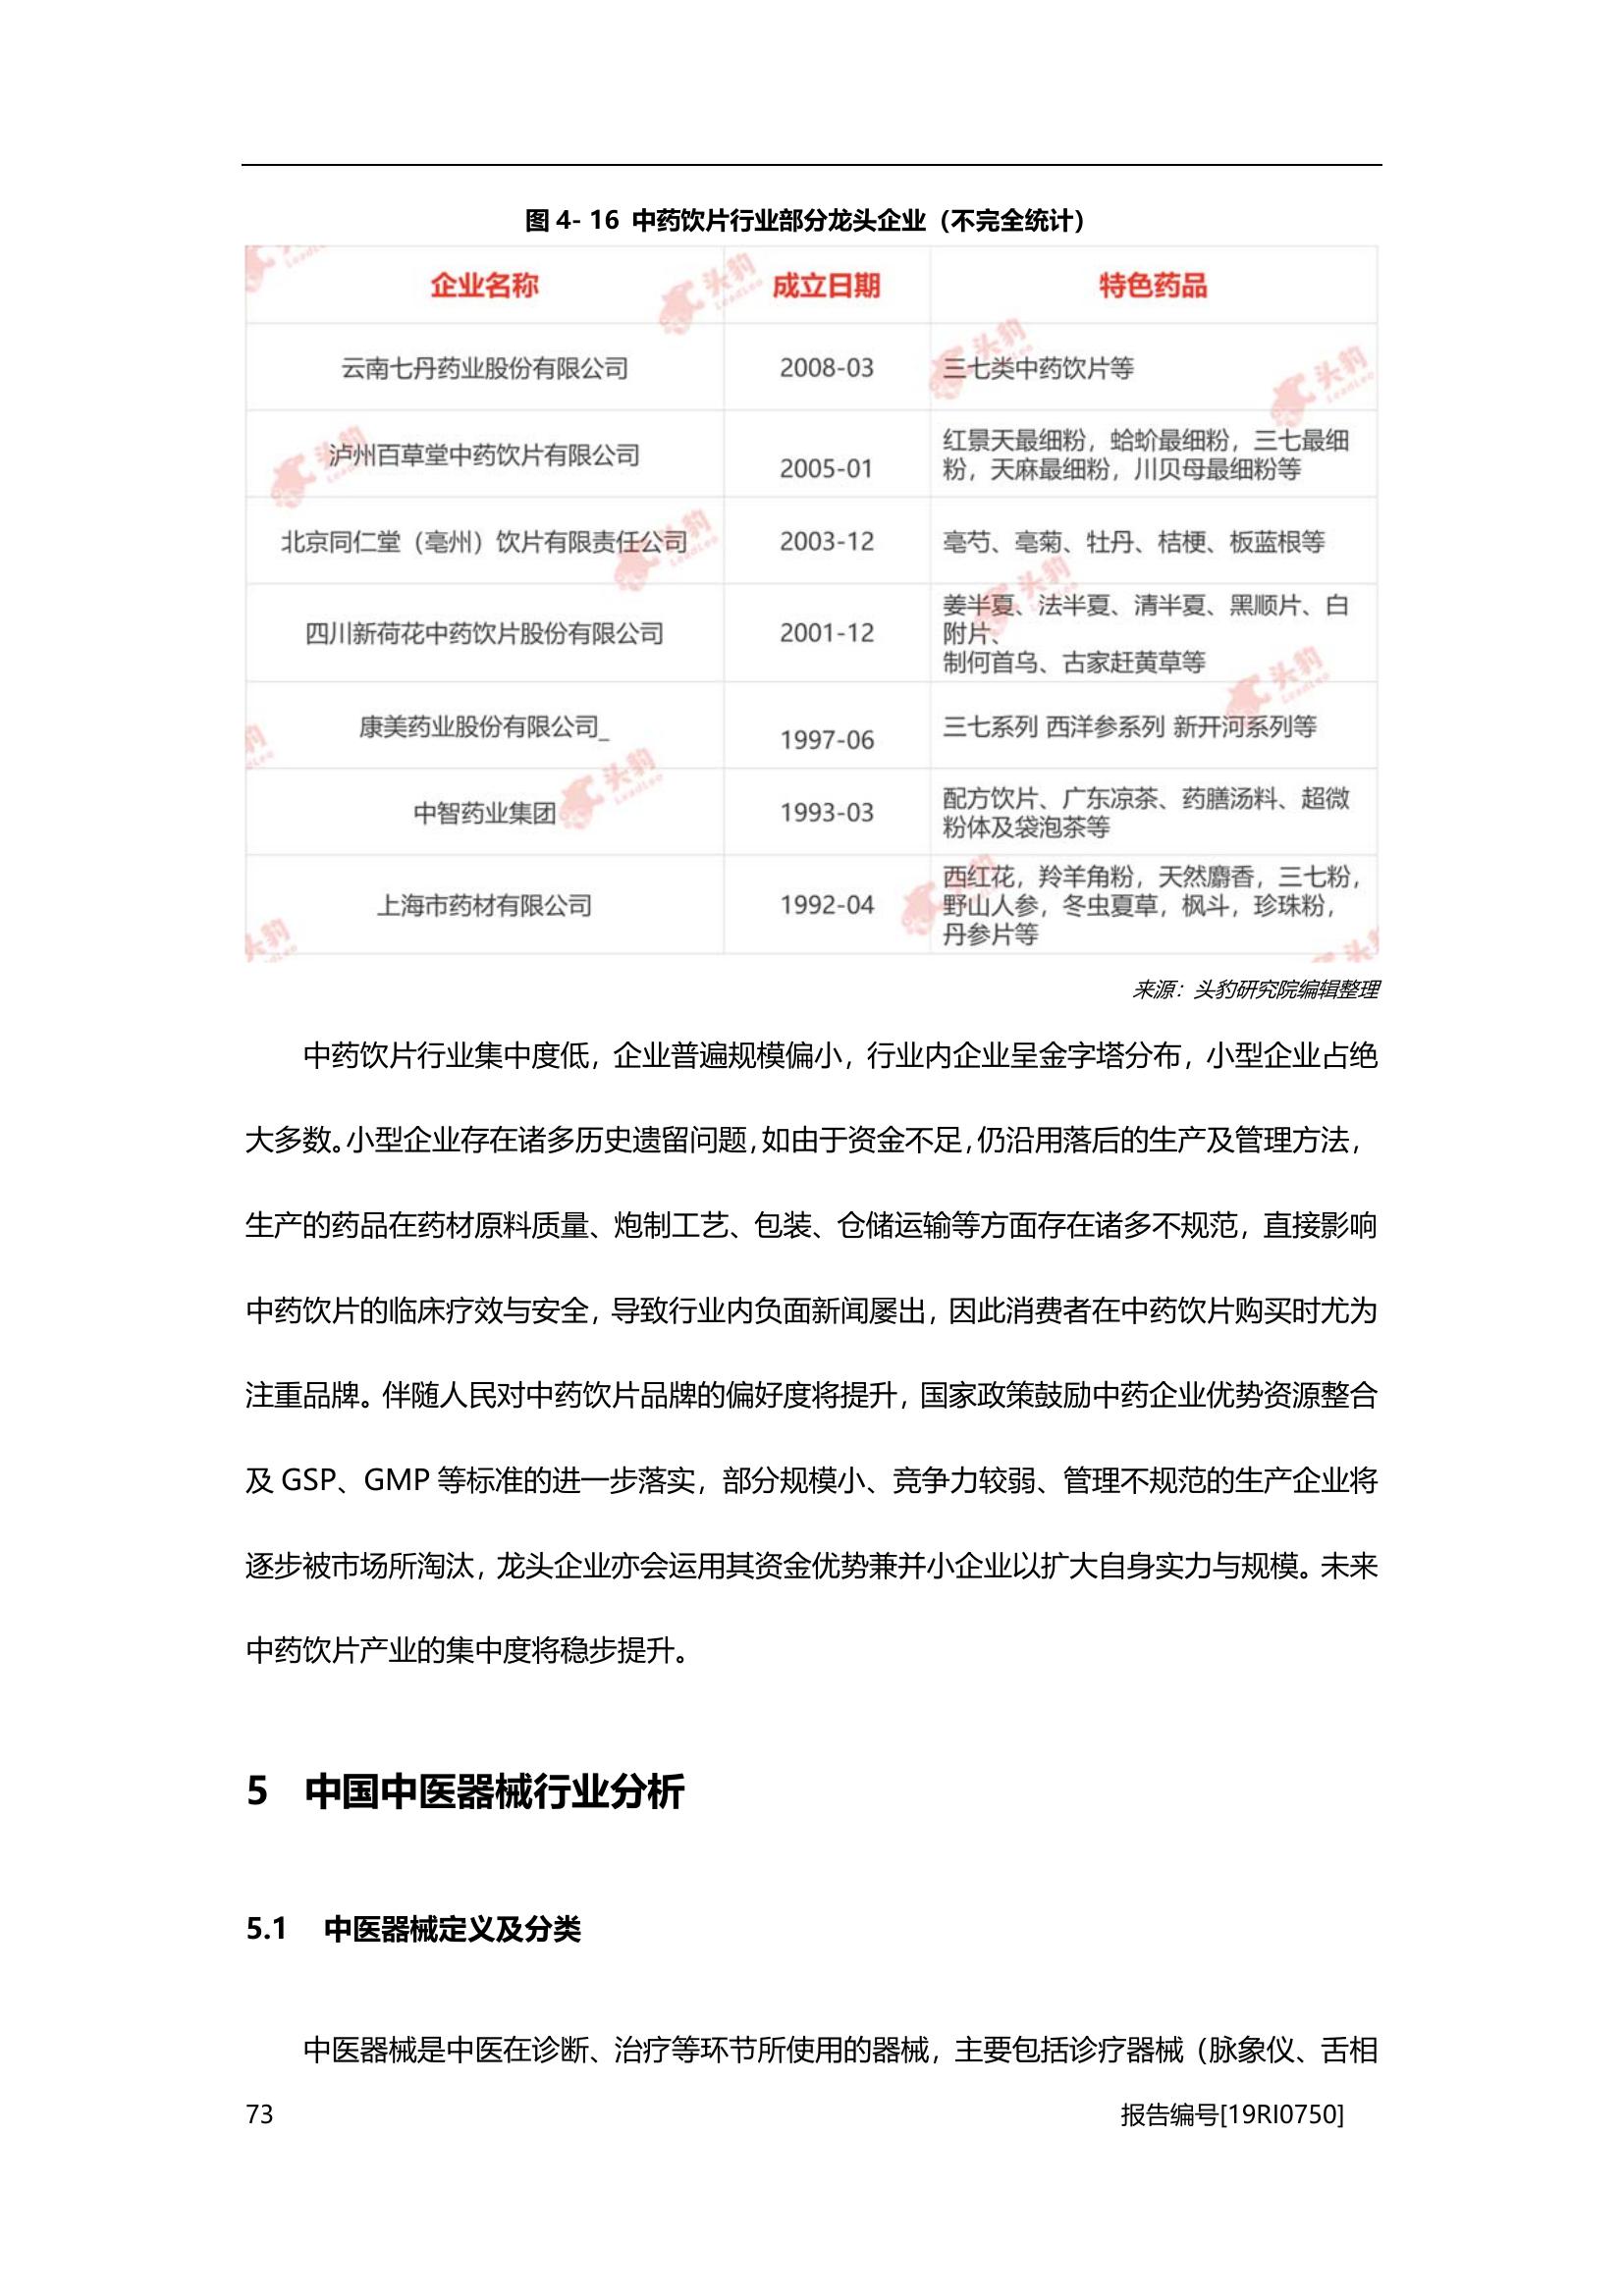 图 4- 16 中药饮片行业部分龙头企业（不完全统计）
企业名称 成立日期 特色药品
云南七丹药业股份有限公司 2008-03 三七类中药饮片等
泸州百草堂中药饮片有限公司 2005-01 红景天最细粉，蛤蚧最细粉，三七最细
粉，天麻最细粉，川贝母最细粉等
北京同仁堂（亳州）饮片有限责任公司 2003-12 亳芍、亳菊、牡丹、桔梗、板蓝根等
四川新荷花中药饮片股份有限公司 2001-12 姜半夏、法半夏、清半夏、黑顺片、白
附片、
制何首乌、古家赶黄草等
康美药业股份有限公司_ 1997-06 三七系列 西洋参系列 新开河系列等
中智药业集团 1993-03 配方饮片、广东凉茶、药膳汤料、超微
粉体及袋泡茶等
上海市药材有限公司 1992-04 西红花，羚羊角粉，天然麝香，三七粉，
野山人参，冬虫夏草，枫斗，珍珠粉，
丹参片等
来源：头豹研究院编辑整理
中药饮片行业集中度低，企业普遍规模偏小，行业内企业呈金字塔分布，小型企业占绝
大多数。小型企业存在诸多历史遗留问题，如由于资金不足，仍沿用落后的生产及管理方法，
生产的药品在药材原料质量、炮制工艺、包装、仓储运输等方面存在诸多不规范，直接影响
中药饮片的临床疗效与安全，导致行业内负面新闻屡出，因此消费者在中药饮片购买时尤为
注重品牌。伴随人民对中药饮片品牌的偏好度将提升，国家政策鼓励中药企业优势资源整合
及 GSP、GMP 等标准的进一步落实，部分规模小、竞争力较弱、管理不规范的生产企业将
逐步被市场所淘汰，龙头企业亦会运用其资金优势兼并小企业以扩大自身实力与规模。未来
中药饮片产业的集中度将稳步提升。
5 中国中医器械行业分析
5.1 中医器械定义及分类
中医器械是中医在诊断、治疗等环节所使用的器械，主要包括诊疗器械（脉象仪、舌相
73 报告编号[19RI0750]